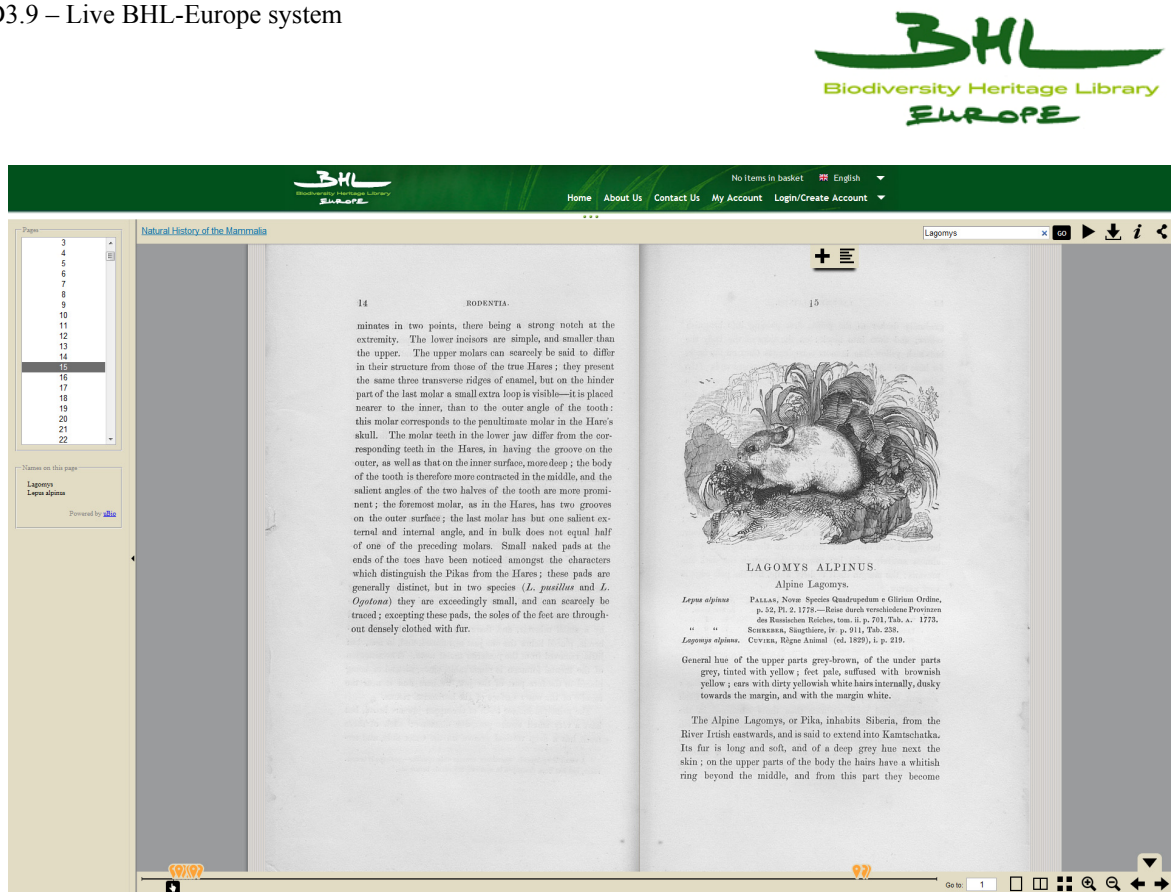 D3.9 – Live BHL-Europe system
BHL
Biodiversity Heritage Library
EUROPE
BHL
Biodiversity Heritage Library
EUROPE
No items in basket English
Home About Us Contact Us My Account Login/Create Account
Pages
3
4
5
6
7
8
9
10
11
12
13
14
15
16
17
18
19
20
21
22
Names on this page
Lagomys
Lepus alpinus
Powered by uBio
Natural History of the Mammalia
Lagomys × GO
14 RODENTIA.
minates in two points, there being a strong notch at the
extremity. The lower incisors are simple, and smaller than
the upper. The upper molars can scarcely be said to differ
in their structure from those of the true Hares; they present
the same three transverse ridges of enamel, but on the hinder
part of the last molar a small extra loop is visible—it is placed
nearer to the inner, than to the outer angle of the tooth:
this molar corresponds to the penultimate molar in the Hare's
skull. The molar teeth in the lower jaw differ from the cor-
responding teeth in the Hares, in having the groove on the
outer, as well as that on the inner surface, more deep; the body
of the tooth is therefore more contracted in the middle, and the
salient angles of the two halves of the tooth are more promi-
nent; the foremost molar, as in the Hares, has two grooves
on the outer surface; the last molar has but one salient ex-
ternal and internal angle, and in bulk does not equal half
of one of the preceding molars. Small naked pads at the
ends of the toes have been noticed amongst the characters
which distinguish the Pikas from the Hares; these pads are
generally distinct, but in two species (L. pusillus and L.
Ogotona) they are exceedingly small, and can scarcely be
traced; excepting these pads, the soles of the feet are through-
out densely clothed with fur.
15
LAGOMYS ALPINUS.
Alpine Lagomys.
Lepus alpinus PALLAS, Novæ Species Quadrupedum e Glirium Ordine,
p. 52, Pl. 2. 1778.—Reise durch verschiedene Provinzen
des Russischen Reiches, tom. ii. p. 701, Tab. A. 1773.
“ “ SCHREBER, Säugthiere, iv. p. 911, Tab. 238.
Lagomys alpinus. CUVIER, Règne Animal (ed. 1829), i. p. 219.
General hue of the upper parts grey-brown, of the under parts
grey, tinted with yellow; feet pale, suffused with brownish
yellow; ears with dirty yellowish white hairs internally, dusky
towards the margin, and with the margin white.
The Alpine Lagomys, or Pika, inhabits Siberia, from the
River Irtish eastwards, and is said to extend into Kamtschatka.
Its fur is long and soft, and of a deep grey hue next the
skin; on the upper parts of the body the hairs have a whitish
ring beyond the middle, and from this part they become
Go to: 1